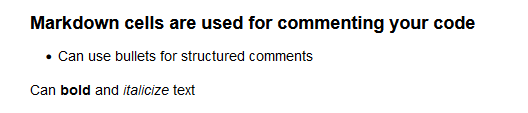 Markdown cells are used for commenting your code
• Can use bullets for structured comments
Can bold and italicize text